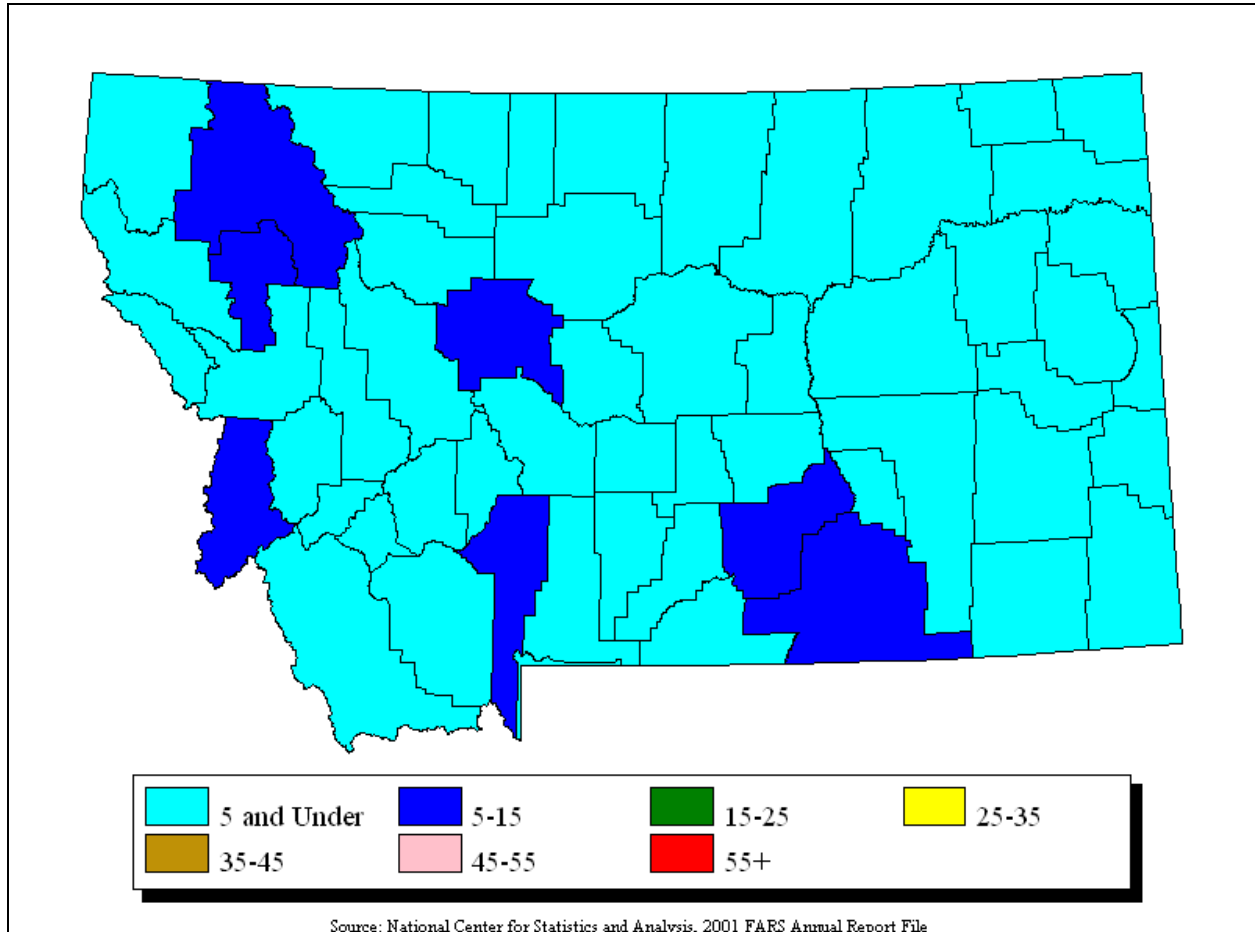 5 and Under 5-15 15-25 25-35
35-45 45-55 55+
Source: National Center for Statistics and Analysis, 2001 FARS Annual Report File